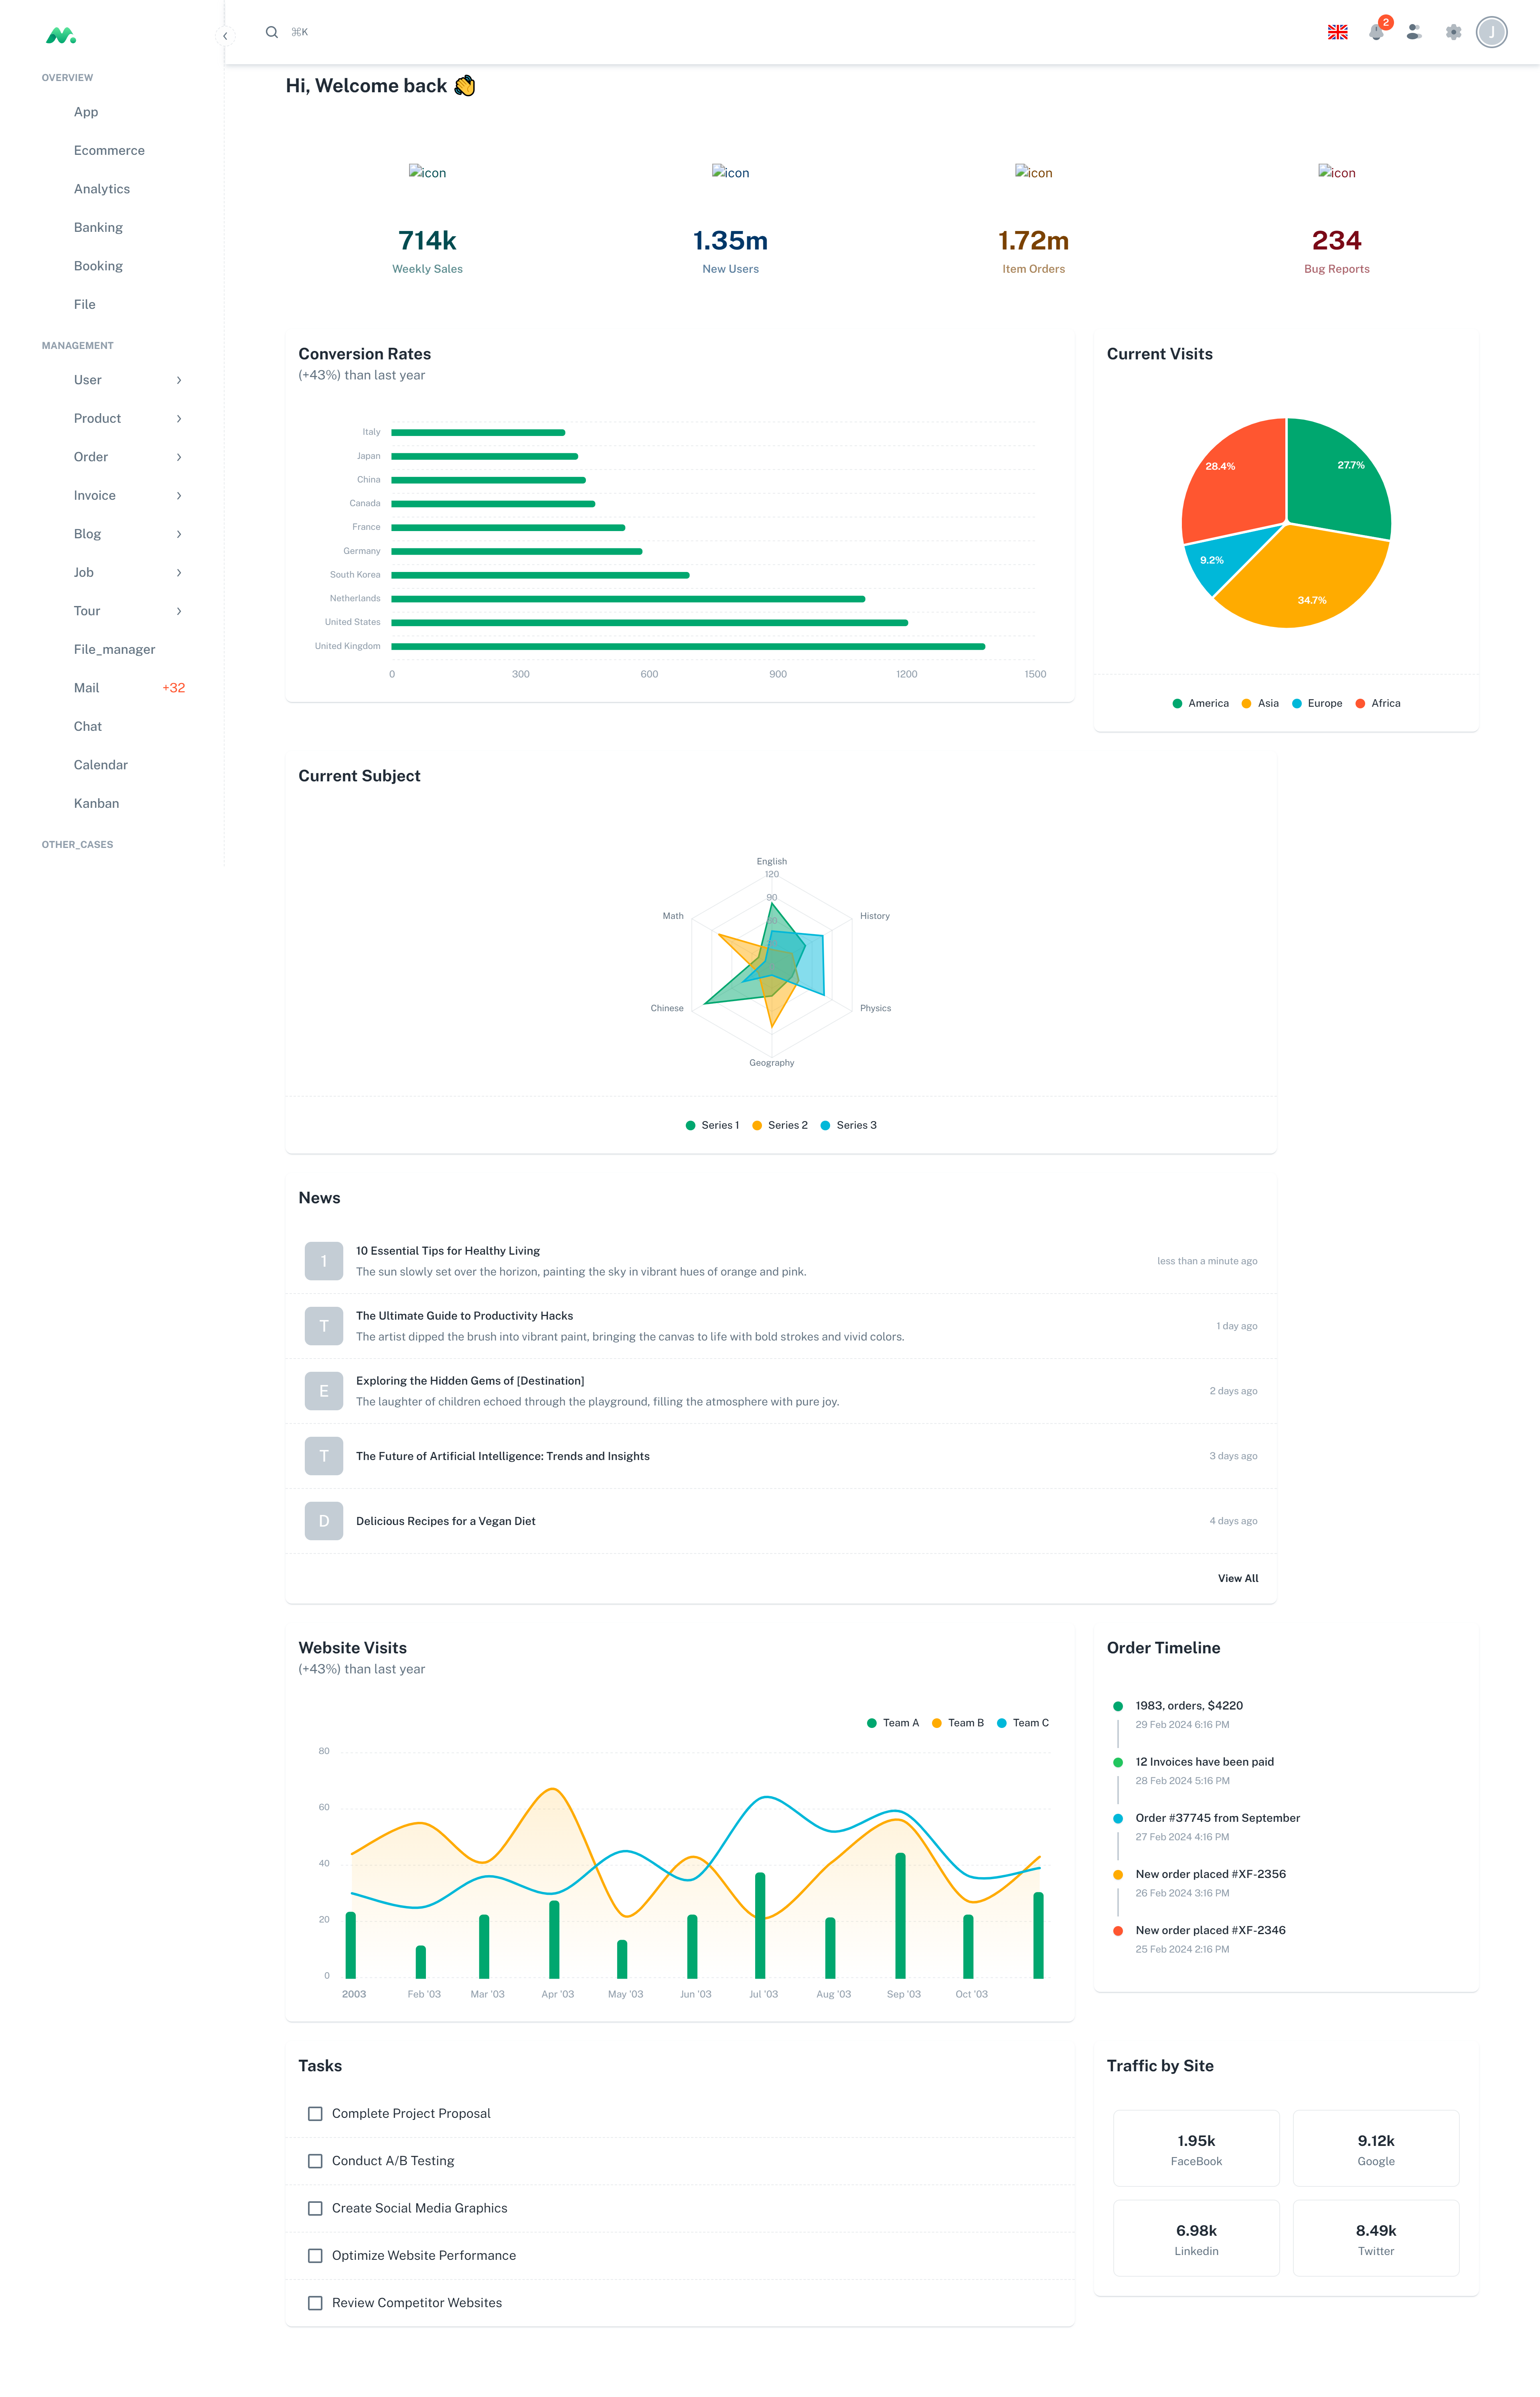 ⌘K
2
J
OVERVIEW
App
Ecommerce
Analytics
Banking
Booking
File
MANAGEMENT
User
Product
Order
Invoice
Blog
Job
Tour
File_manager
Mail +32
Chat
Calendar
Kanban
OTHER_CASES
Hi, Welcome back 👋
icon
714k
Weekly Sales
icon
1.35m
New Users
icon
1.72m
Item Orders
icon
234
Bug Reports
Conversion Rates
(+43%) than last year
Italy
Japan
China
Canada
France
Germany
South Korea
Netherlands
United States
United Kingdom
0 300 600 900 1200 1500
Current Visits
28.4%
27.7%
9.2%
34.7%
America Asia Europe Africa
Current Subject
English
120
90
Math
History
Chinese
Physics
Geography
Series 1 Series 2 Series 3
News
1
10 Essential Tips for Healthy Living
The sun slowly set over the horizon, painting the sky in vibrant hues of orange and pink.
less than a minute ago
T
The Ultimate Guide to Productivity Hacks
The artist dipped the brush into vibrant paint, bringing the canvas to life with bold strokes and vivid colors.
1 day ago
E
Exploring the Hidden Gems of [Destination]
The laughter of children echoed through the playground, filling the atmosphere with pure joy.
2 days ago
T
The Future of Artificial Intelligence: Trends and Insights
3 days ago
D
Delicious Recipes for a Vegan Diet
4 days ago
View All
Website Visits
(+43%) than last year
Team A Team B Team C
80
60
40
20
0
2003 Feb '03 Mar '03 Apr '03 May '03 Jun '03 Jul '03 Aug '03 Sep '03 Oct '03
Order Timeline
1983, orders, $4220
29 Feb 2024 6:16 PM
12 Invoices have been paid
28 Feb 2024 5:16 PM
Order #37745 from September
27 Feb 2024 4:16 PM
New order placed #XF-2356
26 Feb 2024 3:16 PM
New order placed #XF-2346
25 Feb 2024 2:16 PM
Tasks
Complete Project Proposal
Conduct A/B Testing
Create Social Media Graphics
Optimize Website Performance
Review Competitor Websites
Traffic by Site
1.95k
FaceBook
9.12k
Google
6.98k
Linkedin
8.49k
Twitter